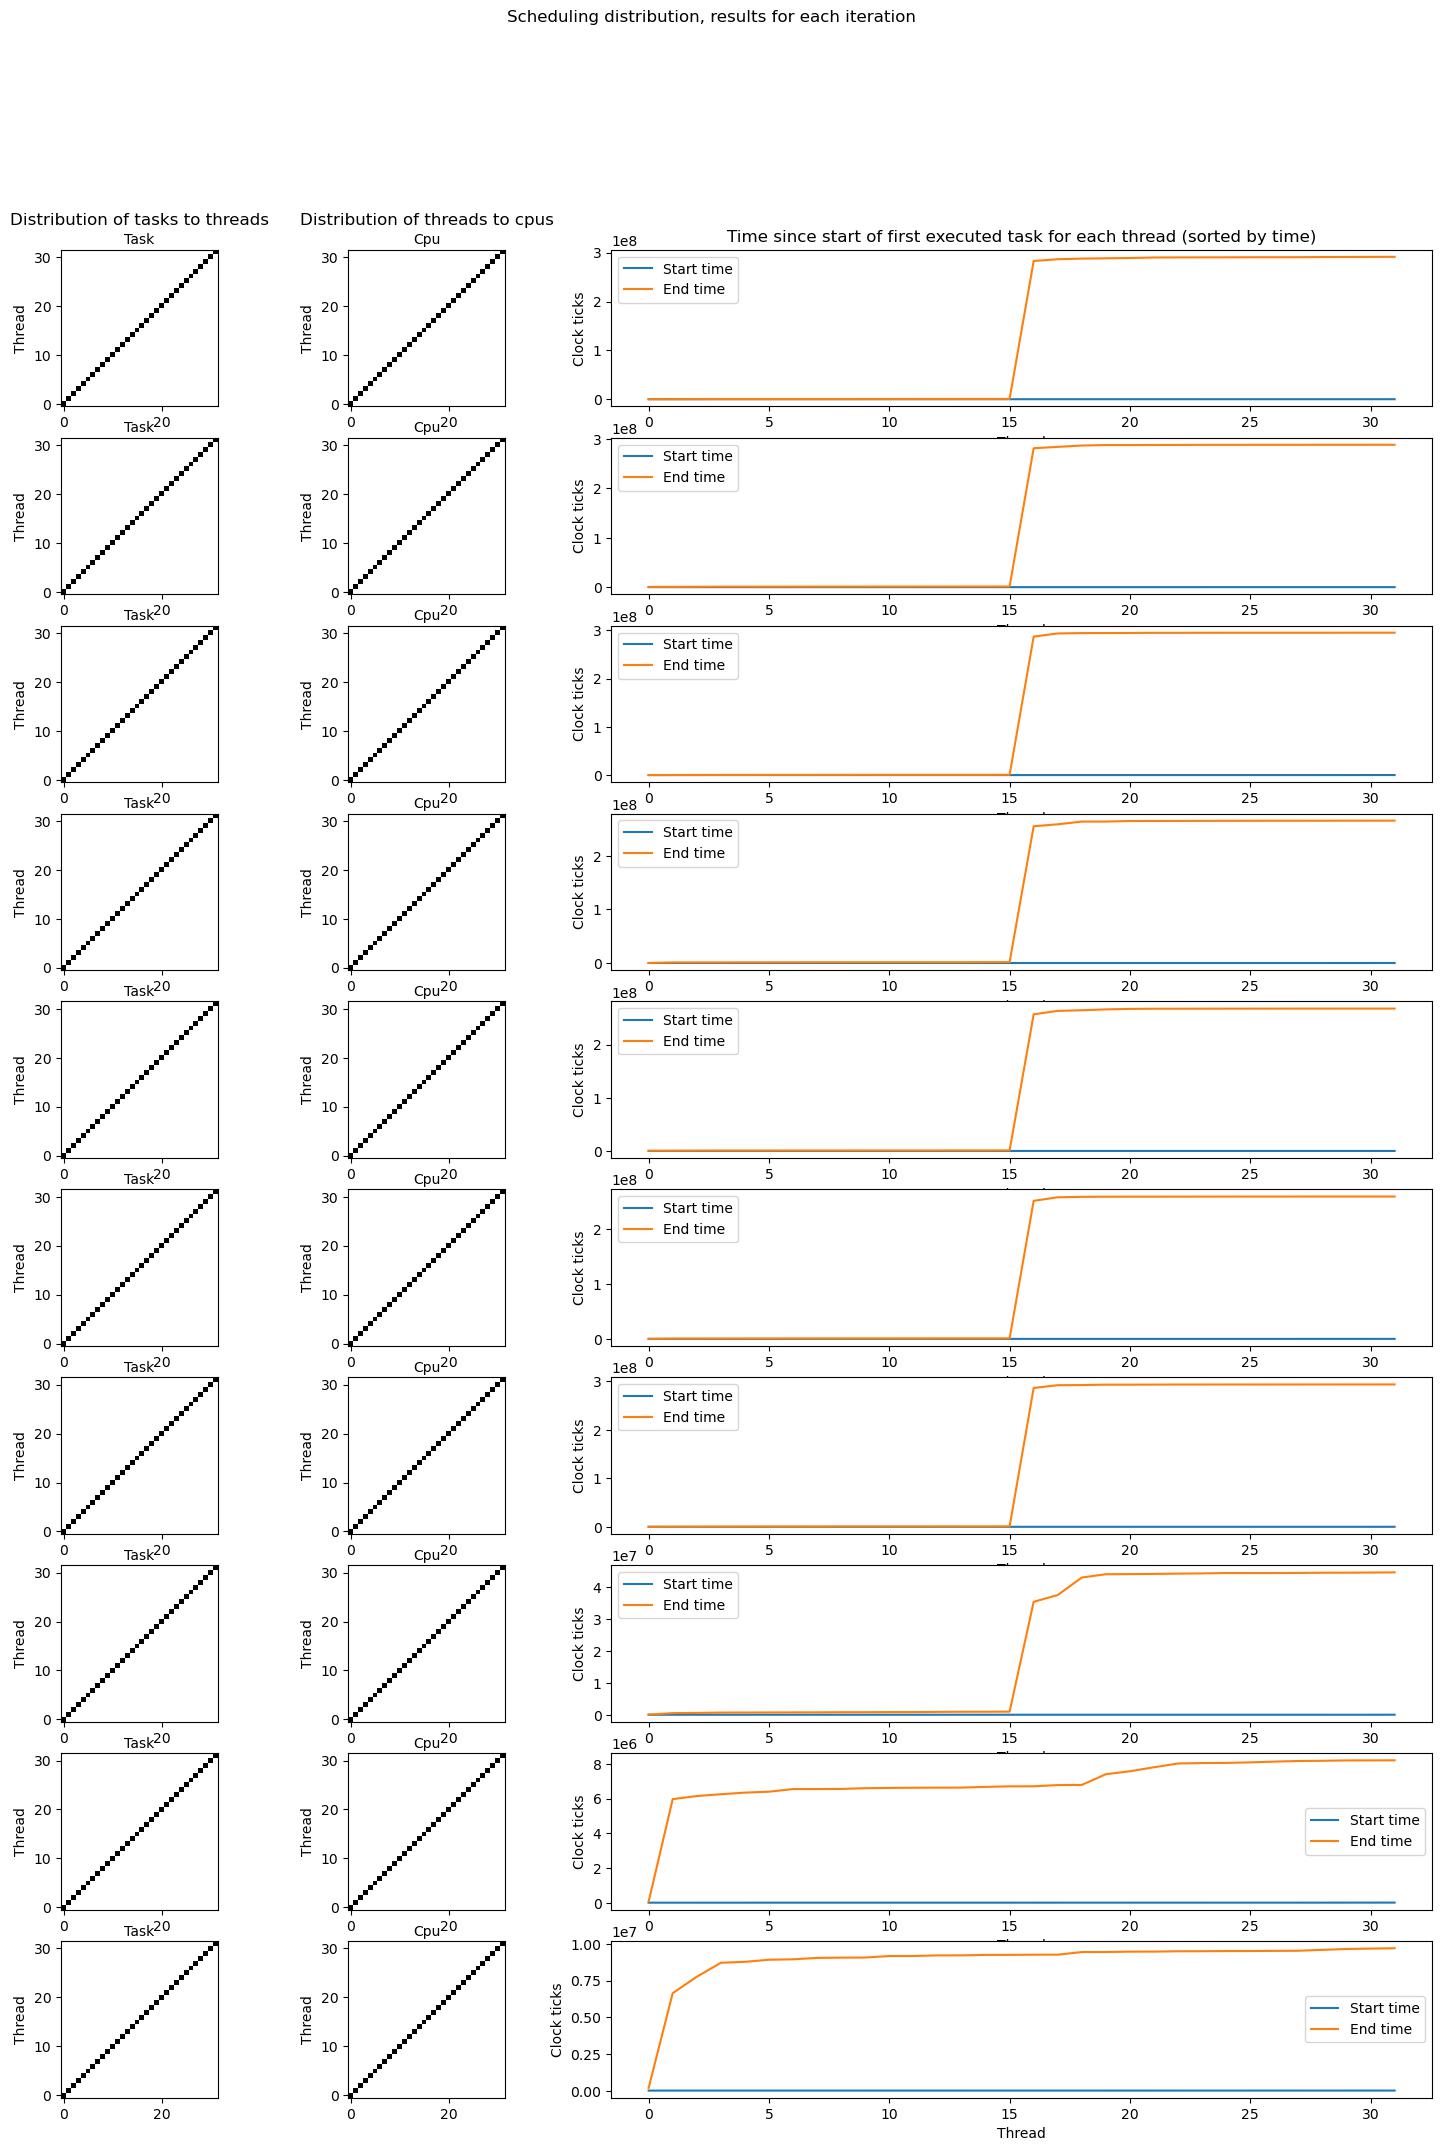 Scheduling distribution, results for each iteration
Distribution of tasks to threads
Distribution of threads to cpus
Time since start of first executed task for each thread (sorted by time)
Task
Thread
30
20
10
0
0 20
Cpu
Thread
30
20
10
0
0 20
1e8
Clock ticks
3
2
1
0
Start time
End time
0 5 10 15 20 25 30
Task
Thread
30
20
10
0
0 20
Cpu
Thread
30
20
10
0
0 20
1e8
Clock ticks
3
2
1
0
Start time
End time
0 5 10 15 20 25 30
Task
Thread
30
20
10
0
0 20
Cpu
Thread
30
20
10
0
0 20
1e8
Clock ticks
3
2
1
0
Start time
End time
0 5 10 15 20 25 30
Task
Thread
30
20
10
0
0 20
Cpu
Thread
30
20
10
0
0 20
1e8
Clock ticks
2
1
0
Start time
End time
0 5 10 15 20 25 30
Task
Thread
30
20
10
0
0 20
Cpu
Thread
30
20
10
0
0 20
1e8
Clock ticks
2
1
0
Start time
End time
0 5 10 15 20 25 30
Task
Thread
30
20
10
0
0 20
Cpu
Thread
30
20
10
0
0 20
1e8
Clock ticks
2
1
0
Start time
End time
0 5 10 15 20 25 30
Task
Thread
30
20
10
0
0 20
Cpu
Thread
30
20
10
0
0 20
1e8
Clock ticks
3
2
1
0
Start time
End time
0 5 10 15 20 25 30
Task
Thread
30
20
10
0
0 20
Cpu
Thread
30
20
10
0
0 20
1e7
Clock ticks
4
3
2
1
0
Start time
End time
0 5 10 15 20 25 30
Task
Thread
30
20
10
0
0 20
Cpu
Thread
30
20
10
0
0 20
1e6
Clock ticks
8
6
4
2
0
Start time
End time
0 5 10 15 20 25 30
Task
Thread
30
20
10
0
0 20
Cpu
Thread
30
20
10
0
0 20
1e7
Clock ticks
1.00
0.75
0.50
0.25
0.00
Start time
End time
0 5 10 15 20 25 30
Thread